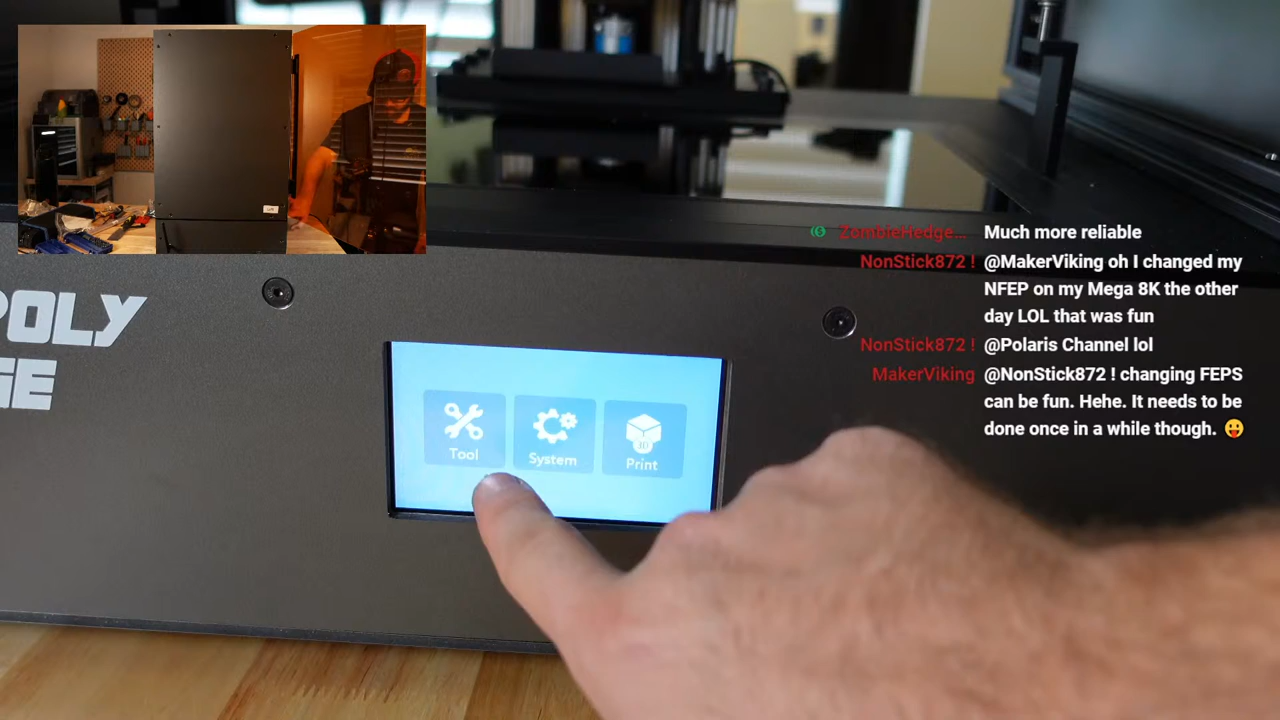 POLY
GE
Tool
System
3D
Print
ZombieHedge... Much more reliable
NonStick872 ! @MakerViking oh I changed my
NFEP on my Mega 8K the other
day LOL that was fun
NonStick872 ! @Polaris Channel lol
MakerViking @NonStick872 ! changing FEPS
can be fun. Hehe. It needs to be
done once in a while though. 😛